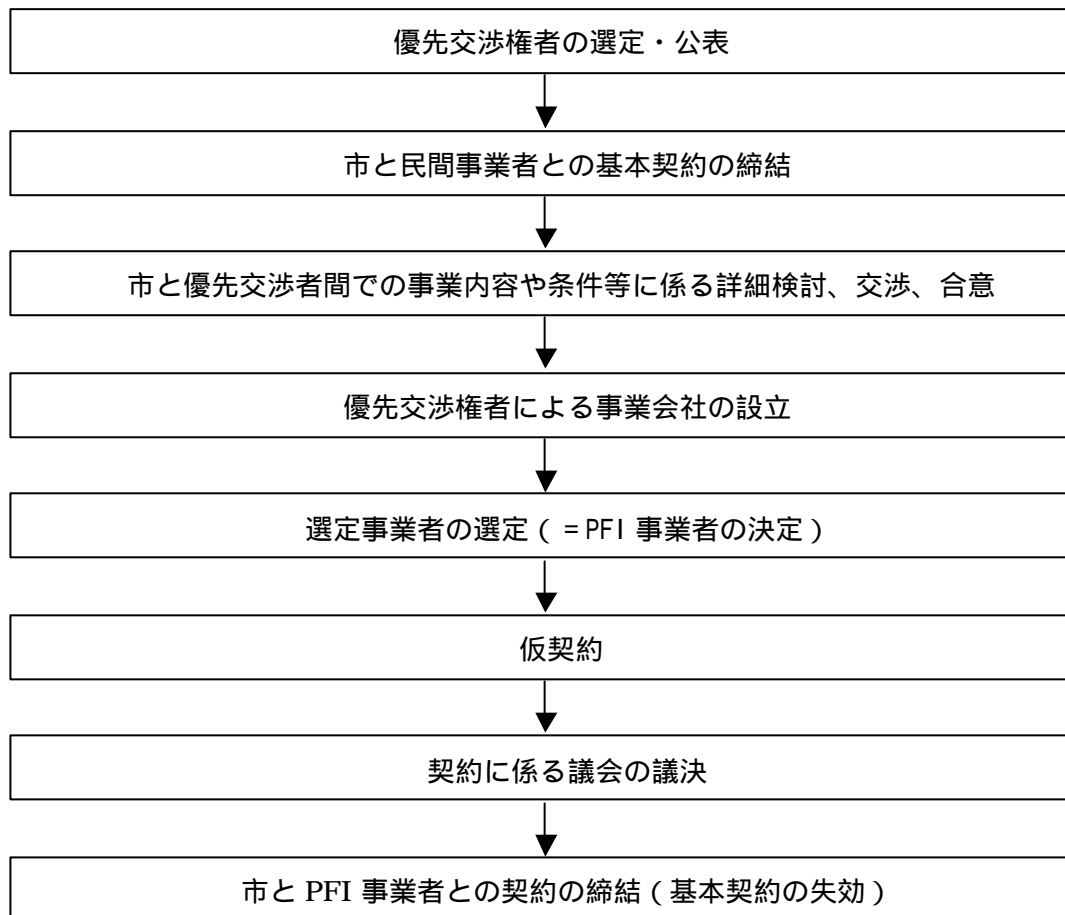 優先交渉権者の選定・公表
市と民間事業者との基本契約の締結
市と優先交渉者間での事業内容や条件等に係る詳細検討、交渉、合意
優先交渉権者による事業会社の設立
選定事業者の選定(=PFI 事業者の決定)
仮契約
契約に係る議会の議決
市と PFI 事業者との契約の締結(基本契約の失効)